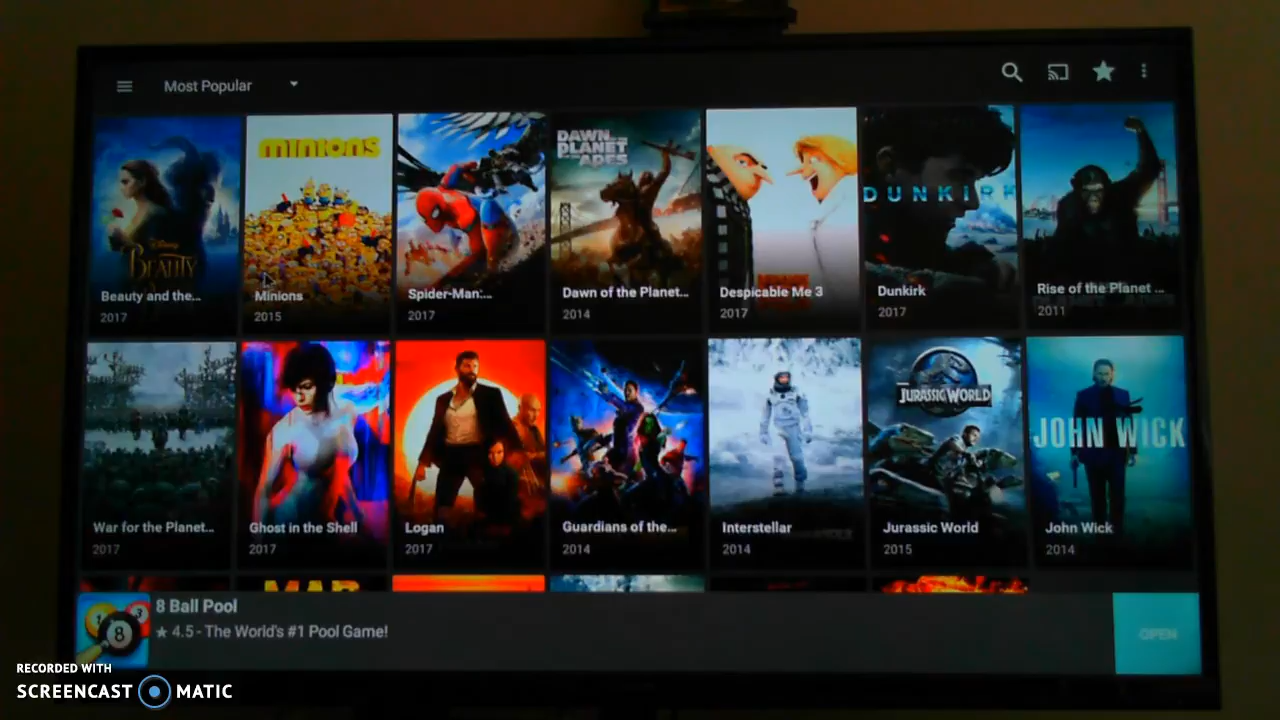 Most Popular
Disney
BEAUTY
Beauty and the...
2017
MINIONS
Minions
2015
Spider-Man:...
2017
DAWN OF THE
PLANET
OF THE APES
Dawn of the Planet...
2014
Despicable Me 3
2017
DUNKIRK
Dunkirk
2017
Rise of the Planet ...
2011
War for the Planet...
2017
Ghost in the Shell
2017
Logan
2017
Guardians of the...
2014
Interstellar
2014
JURASSIC WORLD
Jurassic World
2015
JOHN WICK
John Wick
2014
8
8 Ball Pool
★ 4.5 - The World's #1 Pool Game!
OPEN
RECORDED WITH
SCREENCAST MATIC